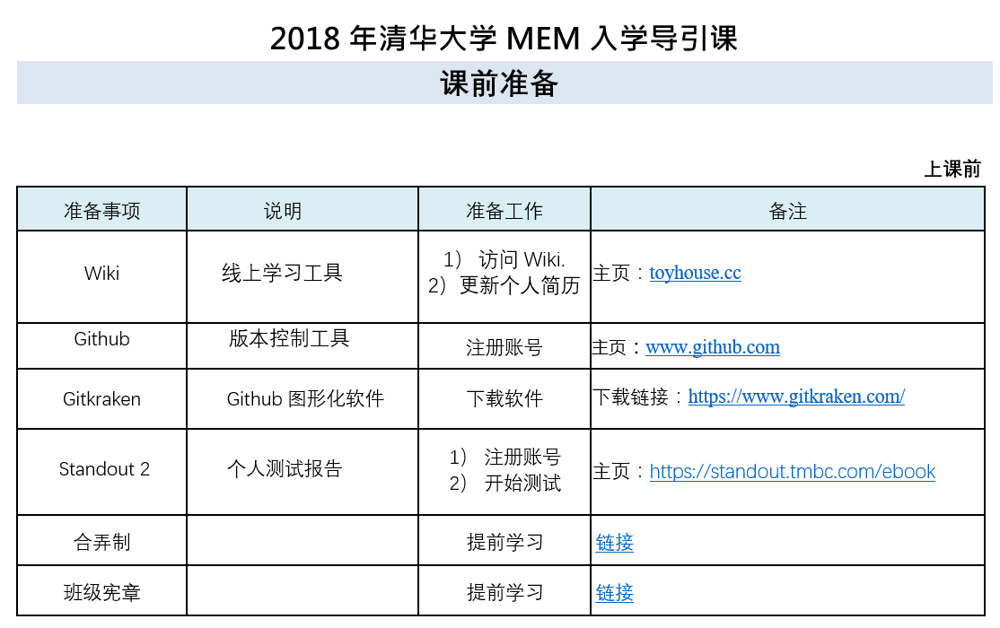 2018 年清华大学 MEM 入学导引课
课前准备
上课前
准备事项 说明 准备工作 备注
Wiki 线上学习工具 1） 访问 Wiki. 主页：toyhouse.cc
2）更新个人简历
Github 版本控制工具 注册账号 主页：www.github.com
Gitkraken Github 图形化软件 下载软件 下载链接：https://www.gitkraken.com/
Standout 2 个人测试报告 1） 注册账号 主页：https://standout.tmbc.com/ebook
2） 开始测试
合弄制 提前学习 链接
班级宪章 提前学习 链接